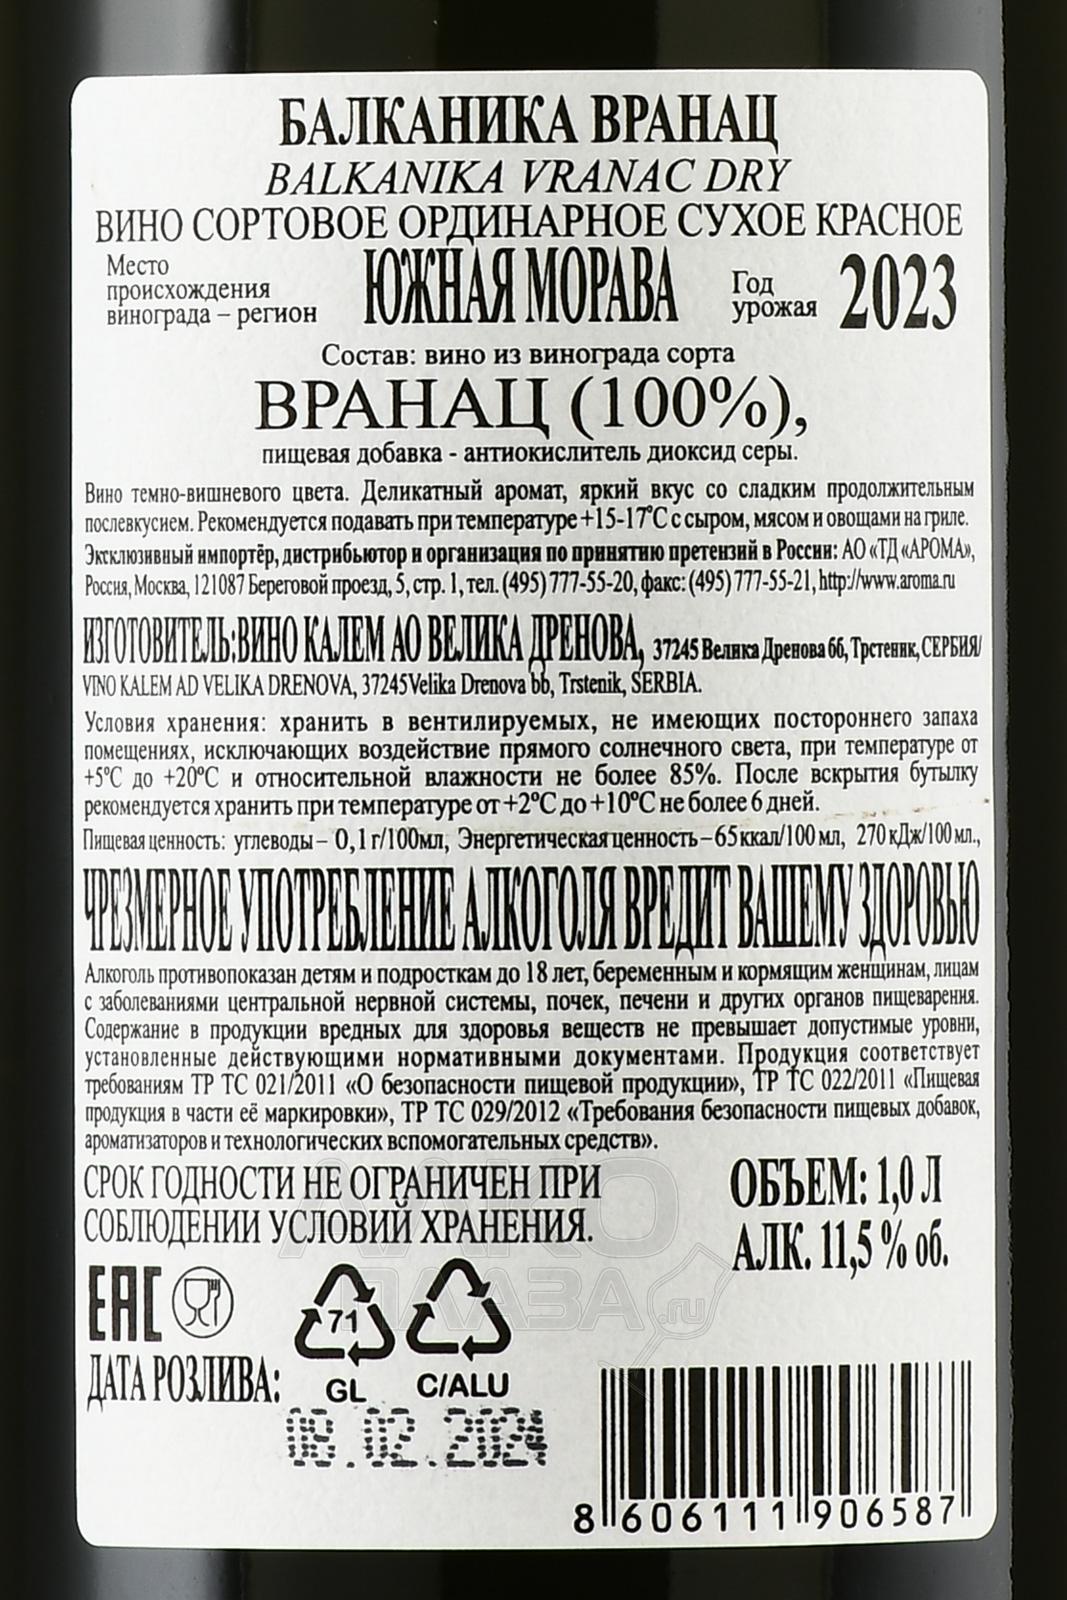 БАЛКАНИКА ВРАНАЦ
BALKANIKA VRANAC DRY
ВИНО СОРТОВОЕ ОРДИНАРНОЕ СУХОЕ КРАСНОЕ
Место
происхождения
винограда – регион
ЮЖНАЯ МОРАВА
Год
урожая
2023
Состав: вино из винограда сорта
ВРАНАЦ (100%),
пищевая добавка - антиокислитель диоксид серы.
Вино темно-вишневого цвета. Деликатный аромат, яркий вкус со сладким продолжительным
послевкусием. Рекомендуется подавать при температуре +15-17°С с сыром, мясом и овощами на гриле.
Эксклюзивный импортёр, дистрибьютор и организация по принятию претензий в России: АО «ТД «АРОМА»,
Россия, Москва, 121087 Береговой проезд, 5, стр. 1, тел. (495) 777-55-20, факс: (495) 777-55-21, http://www.aroma.ru
ИЗГОТОВИТЕЛЬ:ВИНО КАЛЕМ АО ВЕЛИКА ДРЕНОВА, 37245 Велика Дренова бб, Трстеник, СЕРБИЯ/
VINO KALEM AD VELIKA DRENOVA, 37245Velika Drenova bb, Trstenik, SERBIA.
Условия хранения: хранить в вентилируемых, не имеющих постороннего запаха
помещениях, исключающих воздействие прямого солнечного света, при температуре от
+5°С до +20°С и относительной влажности не более 85%. После вскрытия бутылку
рекомендуется хранить при температуре от +2°С до +10°С не более 6 дней.
Пищевая ценность: углеводы – 0,1 г/100мл, Энергетическая ценность – 65 ккал/100 мл, 270 кДж/100 мл.,
ЧРЕЗМЕРНОЕ УПОТРЕБЛЕНИЕ АЛКОГОЛЯ ВРЕДИТ ВАШЕМУ ЗДОРОВЬЮ
Алкоголь противопоказан детям и подросткам до 18 лет, беременным и кормящим женщинам, лицам
с заболеваниями центральной нервной системы, почек, печени и других органов пищеварения.
Содержание в продукции вредных для здоровья веществ не превышает допустимые уровни,
установленные действующими нормативными документами. Продукция соответствует
требованиям ТР ТС 021/2011 «О безопасности пищевой продукции», ТР ТС 022/2011 «Пищевая
продукция в части её маркировки», ТР ТС 029/2012 «Требования безопасности пищевых добавок,
ароматизаторов и технологических вспомогательных средств».
СРОК ГОДНОСТИ НЕ ОГРАНИЧЕН ПРИ
СОБЛЮДЕНИИ УСЛОВИЙ ХРАНЕНИЯ.
ОБЪЕМ: 1,0 Л
АЛК. 11,5 % об.
АЛКО
ПЛАЗА.ru
EAC
71
GL
C/ALU
ДАТА РОЗЛИВА:
08.02.2024
8 606111 906587